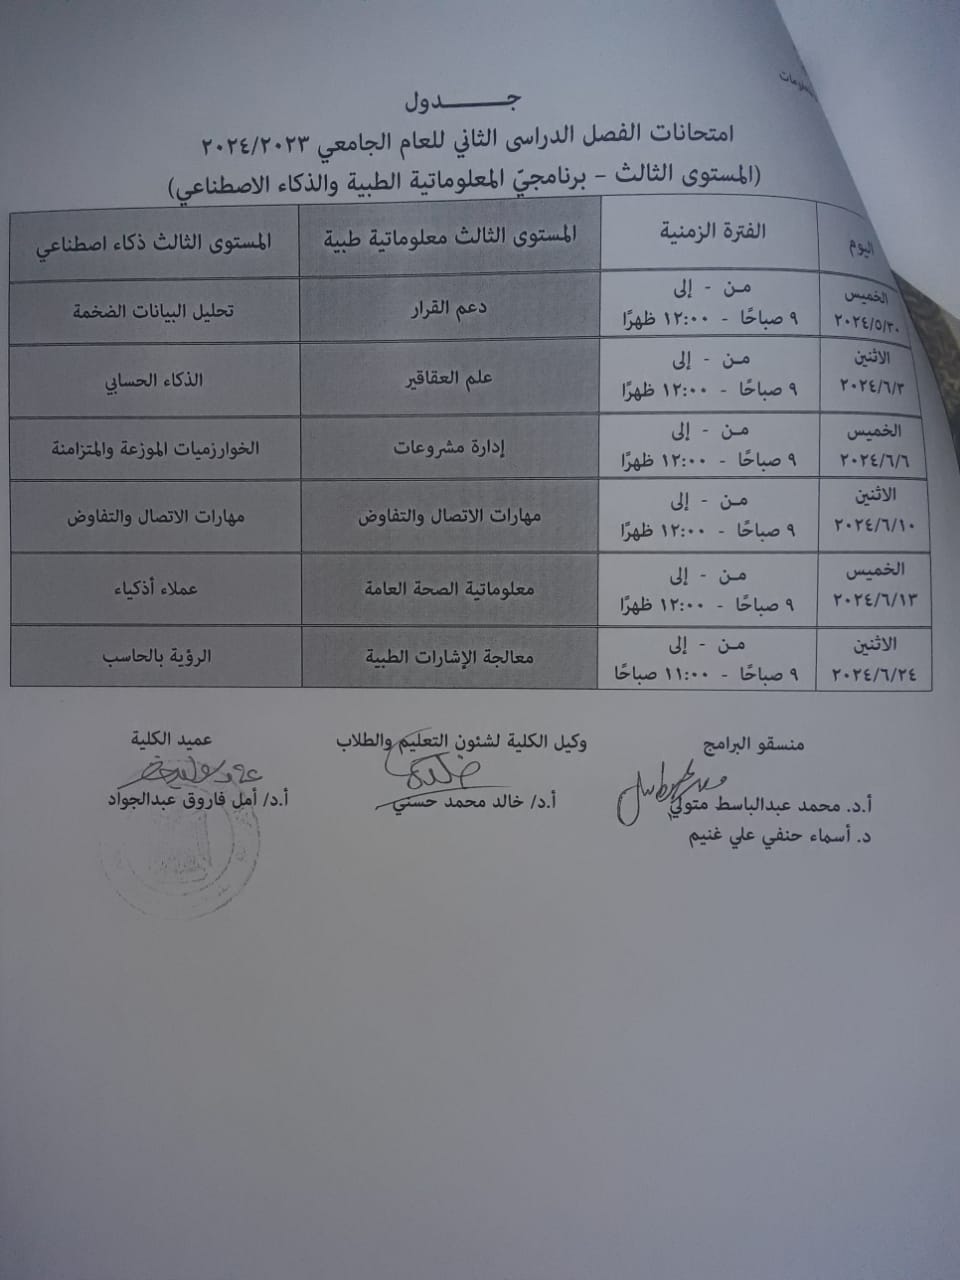 جـــــدول
امتحانات الفصل الدراسى الثاني للعام الجامعي ٢٠٢٤/٢٠٢٣
(المستوى الثالث - برنامجيّ المعلوماتية الطبية والذكاء الاصطناعي)
اليوم
الفترة الزمنية
المستوى الثالث معلوماتية طبية
المستوى الثالث ذكاء اصطناعي
الخميس
٢٠٢٤/٥/٣٠
من - إلى
٩ صباحًا - ١٢:٠٠ ظهرًا
دعم القرار
تحليل البيانات الضخمة
الاثنين
٢٠٢٤/٦/٣
من - إلى
٩ صباحًا - ١٢:٠٠ ظهرًا
علم العقاقير
الذكاء الحسابي
الخميس
٢٠٢٤/٦/٦
من - إلى
٩ صباحًا - ١٢:٠٠ ظهرًا
إدارة مشروعات
الخوارزميات الموزعة والمتزامنة
الاثنين
٢٠٢٤/٦/١٠
من - إلى
٩ صباحًا - ١٢:٠٠ ظهرًا
مهارات الاتصال والتفاوض
مهارات الاتصال والتفاوض
الخميس
٢٠٢٤/٦/١٣
من - إلى
٩ صباحًا - ١٢:٠٠ ظهرًا
معلوماتية الصحة العامة
عملاء أذكياء
الاثنين
٢٠٢٤/٦/٢٤
من - إلى
٩ صباحًا - ١١:٠٠ صباحًا
معالجة الإشارات الطبية
الرؤية بالحاسب
منسقو البرامج
أ.د. محمد عبدالباسط متولي
د. أسماء حنفي علي غنيم
وكيل الكلية لشئون التعليم والطلاب
أ.د/ خالد محمد حسني
عميد الكلية
أ.د/ أمل فاروق عبدالجواد